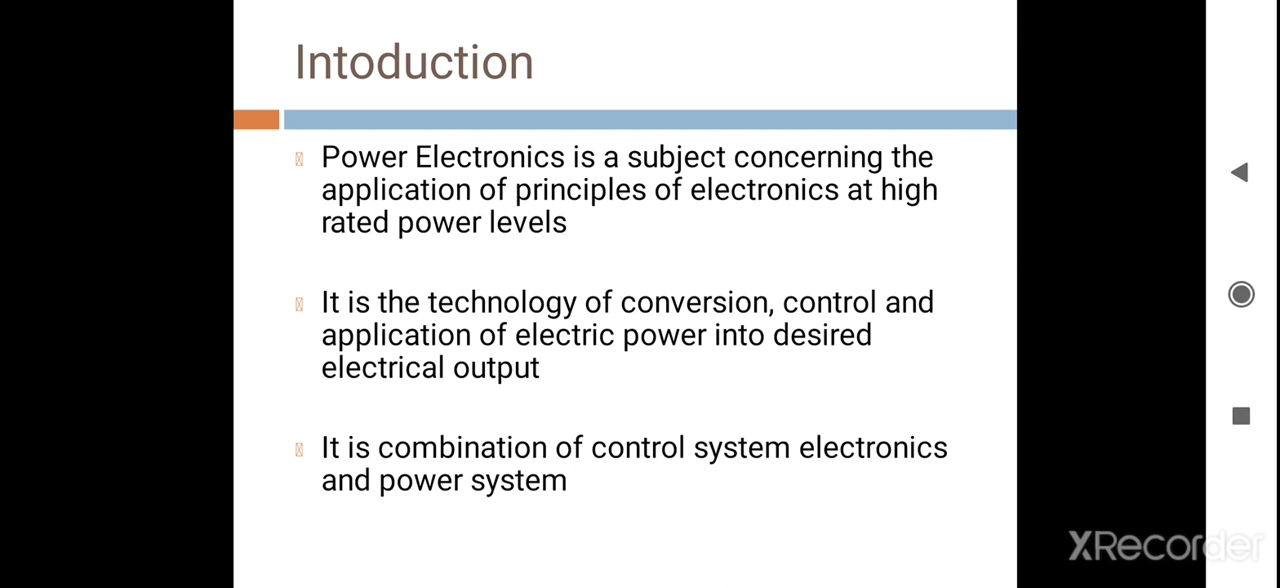 Intoduction
Power Electronics is a subject concerning the
application of principles of electronics at high
rated power levels
It is the technology of conversion, control and
application of electric power into desired
electrical output
It is combination of control system electronics
and power system
XRecorder